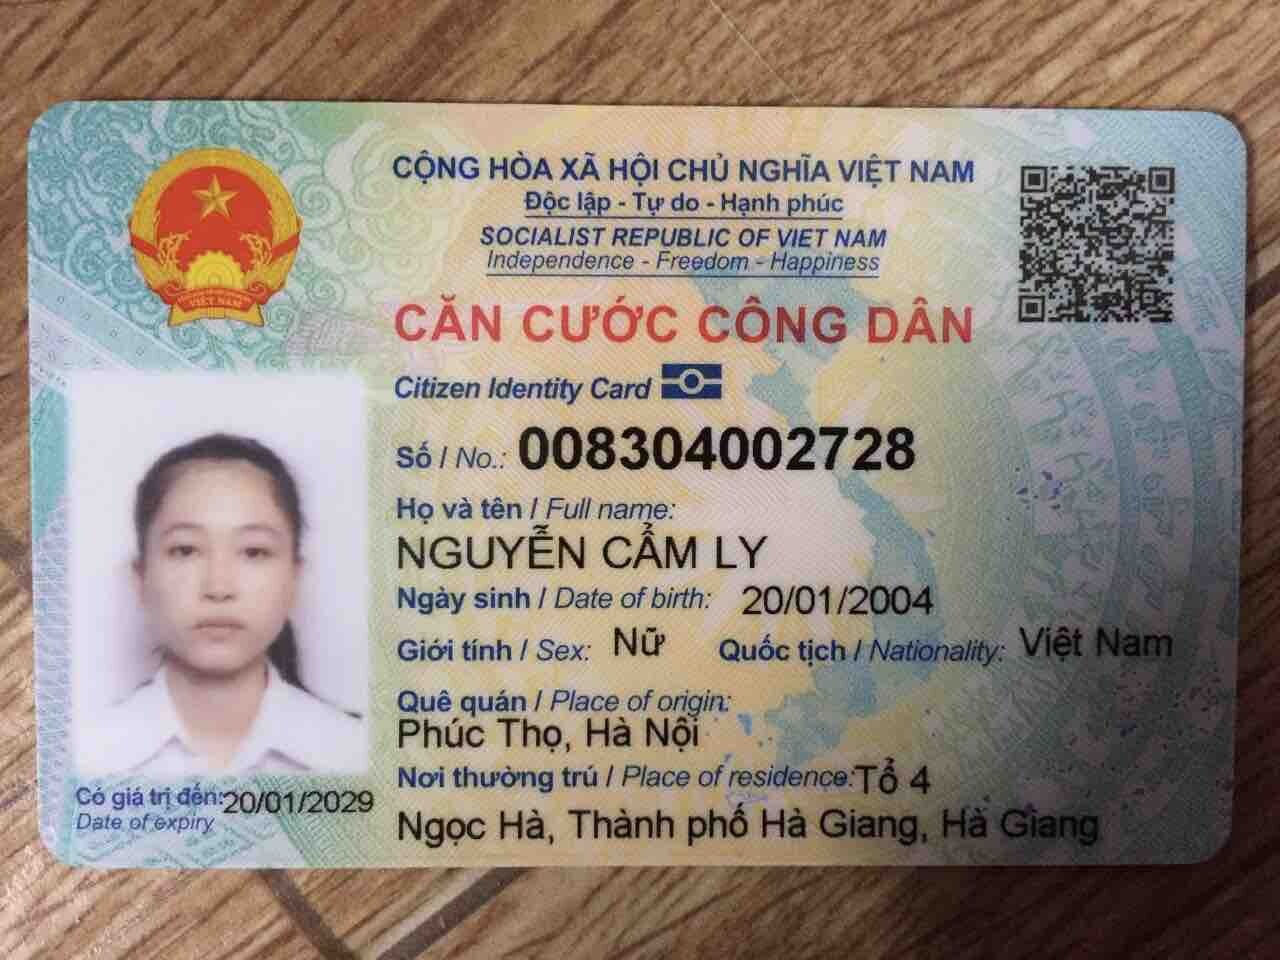 CỘNG HÒA XÃ HỘI CHỦ NGHĨA VIỆT NAM
Độc lập - Tự do - Hạnh phúc
SOCIALIST REPUBLIC OF VIET NAM
Independence - Freedom - Happiness
VIỆT NAM
CĂN CƯỚC CÔNG DÂN
Citizen Identity Card
Số / No.: 008304002728
Họ và tên / Full name:
NGUYỄN CẨM LY
Ngày sinh / Date of birth: 20/01/2004
Giới tính / Sex: Nữ Quốc tịch / Nationality: Việt Nam
Quê quán / Place of origin:
Phúc Thọ, Hà Nội
Nơi thường trú / Place of residence: Tổ 4
Ngọc Hà, Thành phố Hà Giang, Hà Giang
Có giá trị đến: 20/01/2029
Date of expiry